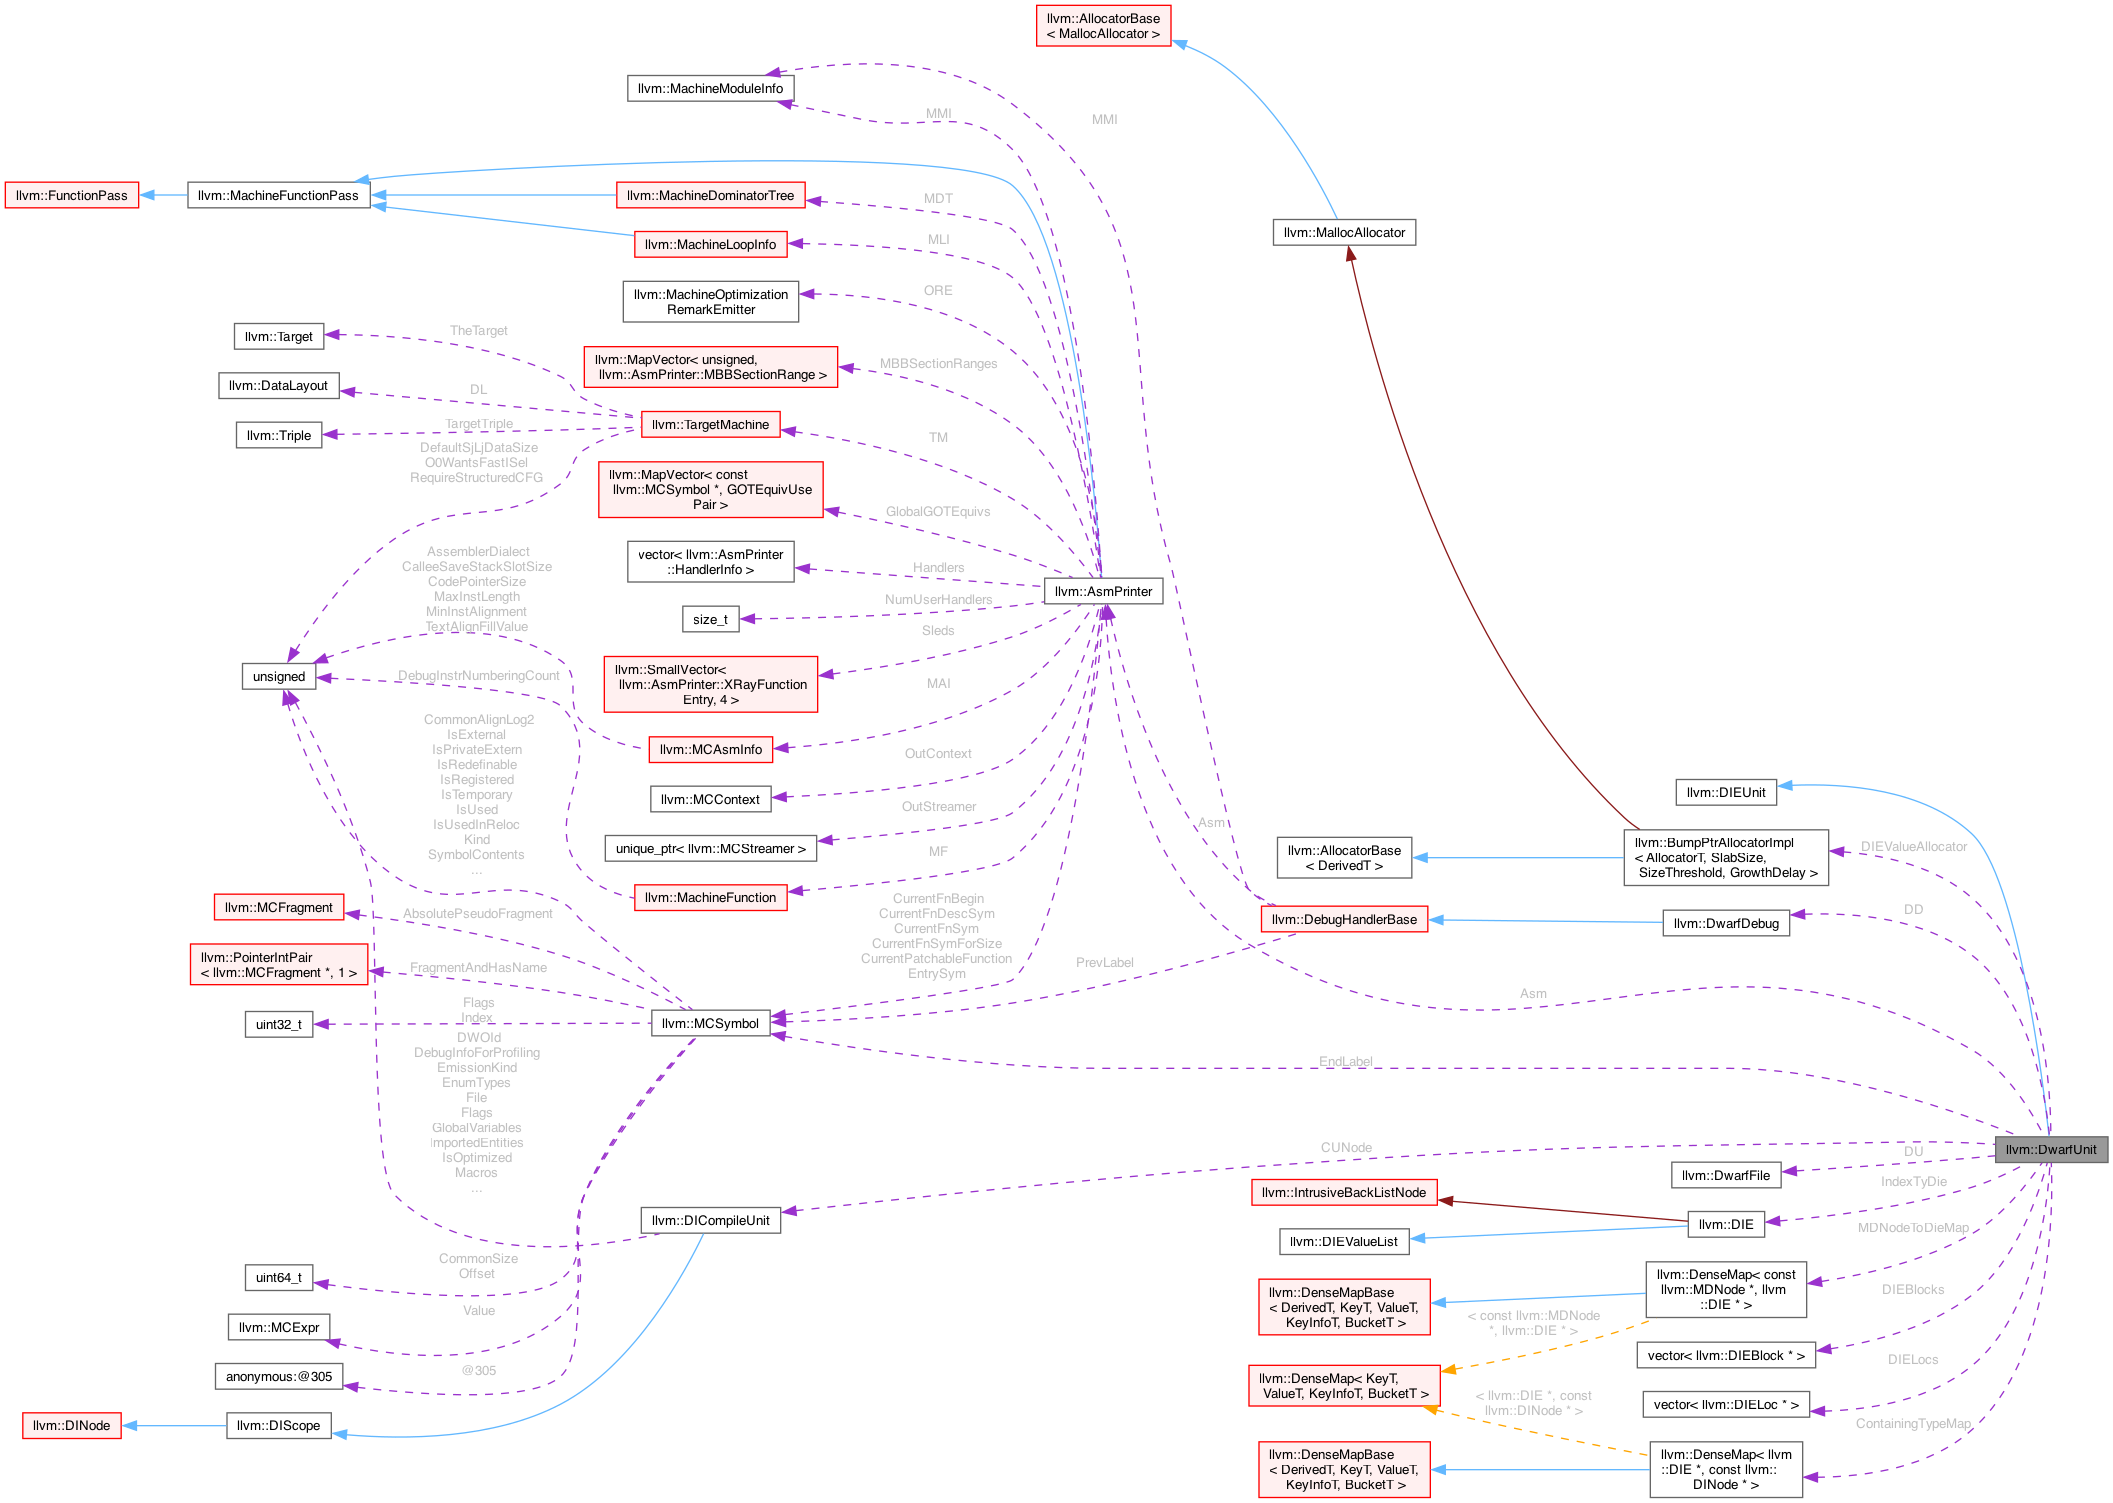 llvm::AllocatorBase
< MallocAllocator >
llvm::MachineModuleInfo
MMI
MMI
llvm::FunctionPass
llvm::MachineFunctionPass
llvm::MachineDominatorTree
MDT
llvm::MachineLoopInfo
MLI
llvm::MallocAllocator
llvm::MachineOptimization
RemarkEmitter
ORE
llvm::Target
TheTarget
llvm::MapVector< unsigned,
llvm::AsmPrinter::MBBSectionRange >
MBBSectionRanges
llvm::DataLayout
DL
llvm::Triple
TargetTriple
llvm::TargetMachine
TM
DefaultSjLjDataSize
O0WantsFastISel
RequireStructuredCFG
llvm::MapVector< const
llvm::MCSymbol *, GOTEquivUse
Pair >
GlobalGOTEquivs
vector< llvm::AsmPrinter
::HandlerInfo >
Handlers
llvm::AsmPrinter
AssemblerDialect
CalleeSaveStackSlotSize
CodePointerSize
MaxInstLength
MinInstAlignment
TextAlignFillValue
size_t
NumUserHandlers
Sleds
unsigned
DebugInstrNumberingCount
llvm::SmallVector<
llvm::AsmPrinter::XRayFunction
Entry, 4 >
MAI
llvm::MCAsmInfo
CommonAlignLog2
IsExternal
IsPrivateExtern
IsRedefinable
IsRegistered
IsTemporary
IsUsed
IsUsedInReloc
Kind
SymbolContents
...
OutContext
llvm::MCContext
OutStreamer
unique_ptr< llvm::MCStreamer >
MF
llvm::MachineFunction
Asm
llvm::DIEUnit
llvm::AllocatorBase
< DerivedT >
llvm::BumpPtrAllocatorImpl
< AllocatorT, SlabSize,
SizeThreshold, GrowthDelay >
DIEValueAllocator
llvm::MCFragment
AbsolutePseudoFragment
CurrentFnBegin
CurrentFnDescSym
CurrentFnSym
CurrentFnSymForSize
CurrentPatchableFunction
EntrySym
llvm::DebugHandlerBase
llvm::DwarfDebug
DD
llvm::PointerIntPair
< llvm::MCFragment *, 1 >
FragmentAndHasName
PrevLabel
Asm
uint32_t
Flags
Index
llvm::MCSymbol
EndLabel
DWOId
DebugInfoForProfiling
EmissionKind
EnumTypes
File
Flags
GlobalVariables
ImportedEntities
IsOptimized
Macros
...
CUNode
llvm::DwarfUnit
DU
llvm::DwarfFile
llvm::DICompileUnit
llvm::IntrusiveBackListNode
llvm::DIE
IndexTyDie
llvm::DIEValueList
MDNodeToDieMap
uint64_t
CommonSize
Offset
llvm::DenseMapBase
< DerivedT, KeyT, ValueT,
KeyInfoT, BucketT >
llvm::DenseMap< const
llvm::MDNode *, llvm
::DIE * >
DIEBlocks
llvm::MCExpr
Value
< const llvm::MDNode
*, llvm::DIE * >
vector< llvm::DIEBlock * >
DIELocs
anonymous:@305
@305
llvm::DenseMap< KeyT,
ValueT, KeyInfoT, BucketT >
< llvm::DIE *, const
llvm::DINode * >
vector< llvm::DIELoc * >
ContainingTypeMap
llvm::DINode
llvm::DIScope
llvm::DenseMapBase
< DerivedT, KeyT, ValueT,
KeyInfoT, BucketT >
llvm::DenseMap< llvm
::DIE *, const llvm::
DINode * >